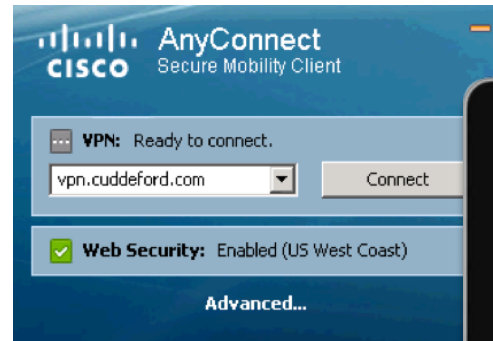 CISCO
AnyConnect
Secure Mobility Client
VPN: Ready to connect.
vpn.cuddeford.com
Connect
Web Security: Enabled (US West Coast)
Advanced...